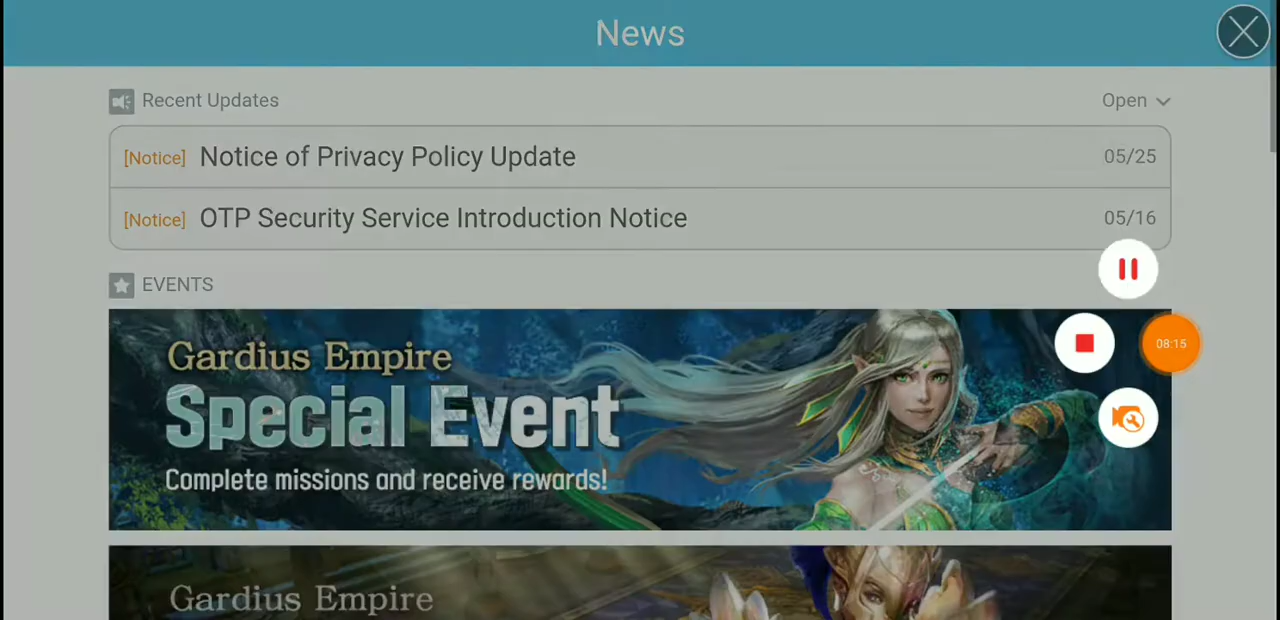 News
Recent Updates
Open
[Notice] Notice of Privacy Policy Update 05/25
[Notice] OTP Security Service Introduction Notice 05/16
EVENTS
Gardius Empire
Special Event
Complete missions and receive rewards!
08:15
Gardius Empire